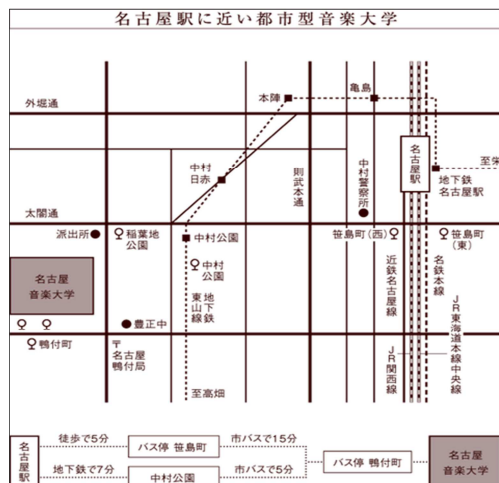 名古屋駅に近い都市型音楽大学
本陣
亀島
外堀通
名古屋駅
至栄
地下鉄
名古屋駅
中村
日赤
則武本通
中村警察所
太閤通
派出所
稲葉地
公園
中村公園
笹島町(西)
笹島町
(東)
中村
公園
名古屋
音楽大学
地下鉄
東山線
近鉄名古屋線
名鉄本線
JR東海道本線中央線
JR関西線
鴨付町
豊正中
〒名古屋
鴨付局
至高畑
名古屋駅
徒歩で5分
バス停 笹島町
市バスで15分
地下鉄で7分
中村公園
市バスで5分
バス停 鴨付町
名古屋
音楽大学